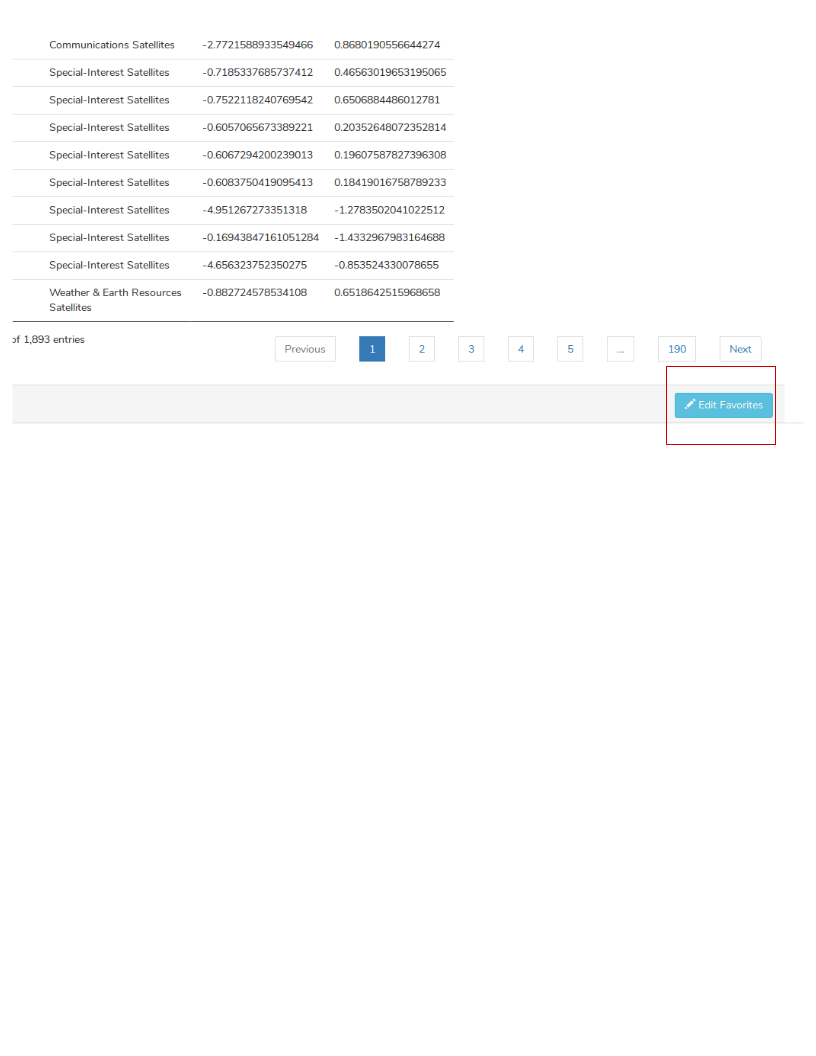 Communications Satellites -2.7721588933549466 0.8680190556644274
Special-Interest Satellites -0.7185337685737412 0.46563019653195065
Special-Interest Satellites -0.7522118240769542 0.6506884486012781
Special-Interest Satellites -0.6057065673389221 0.20352648072352814
Special-Interest Satellites -0.6067294200239013 0.19607587827396308
Special-Interest Satellites -0.6083750419095413 0.18419016758789233
Special-Interest Satellites -4.951267273351318 -1.2783502041022512
Special-Interest Satellites -0.16943847161051284 -1.4332967983164688
Special-Interest Satellites -4.656323752350275 -0.853524330078655
Weather & Earth Resources -0.882724578534108 0.6518642515968658
Satellites
of 1,893 entries
Previous 1 2 3 4 5 ... 190 Next
Edit Favorites